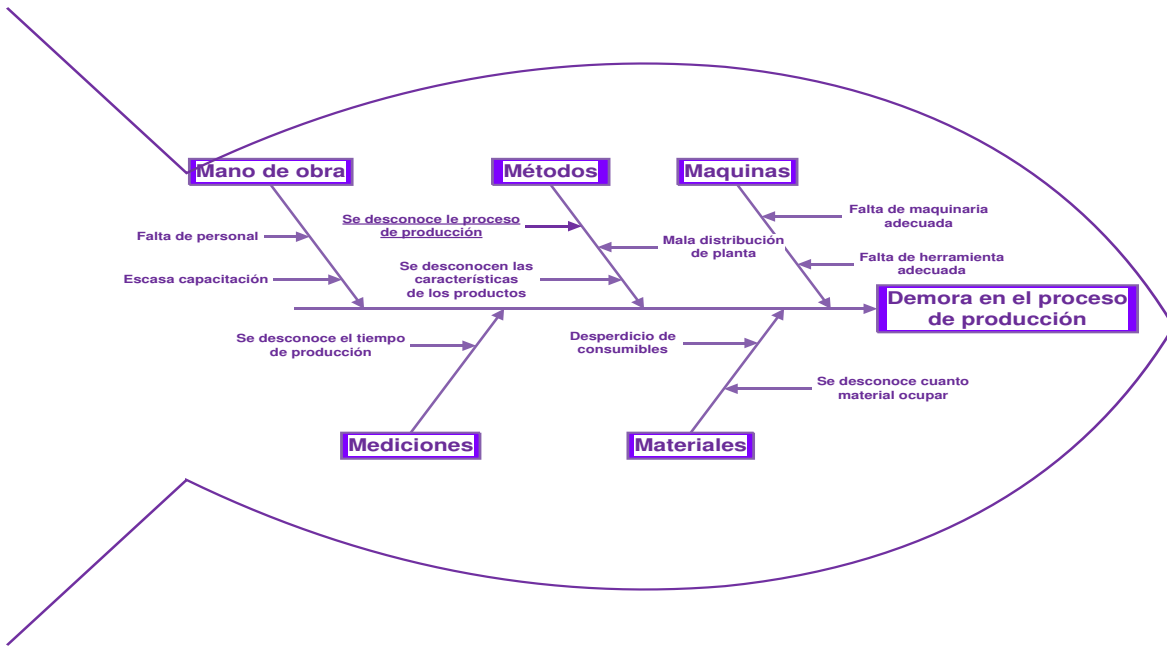 Mano de obra
Métodos
Maquinas
Falta de personal
Escasa capacitación
Se desconoce le proceso
de producción
Se desconocen las
características
de los productos
Mala distribución
de planta
Falta de maquinaria
adecuada
Falta de herramienta
adecuada
Demora en el proceso
de producción
Se desconoce el tiempo
de producción
Desperdicio de
consumibles
Se desconoce cuanto
material ocupar
Mediciones
Materiales